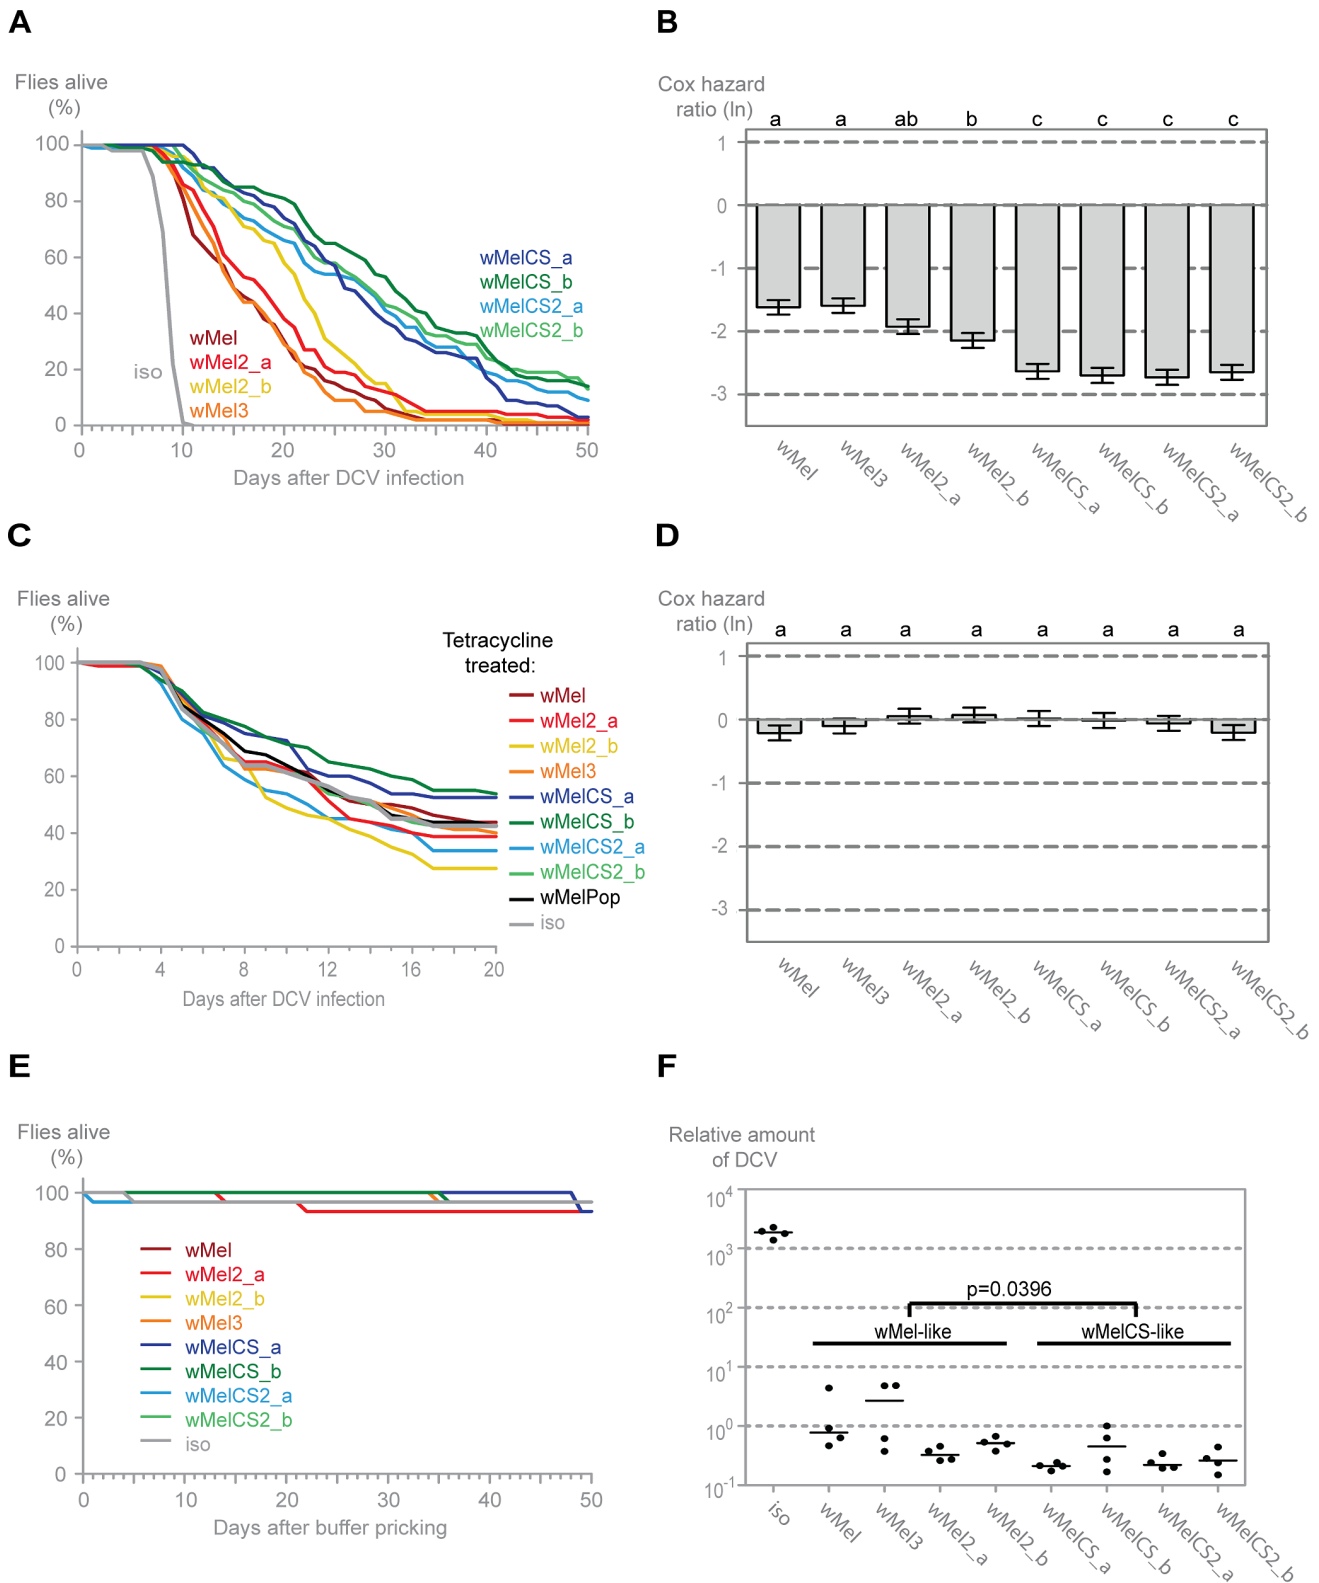 A
Flies alive
(%)
100
80
60
40
20
0
0 10 20 30 40 50
Days after DCV infection
iso
wMel
wMel2_a
wMel2_b
wMel3
wMelCS_a
wMelCS_b
wMelCS2_a
wMelCS2_b
B
Cox hazard
ratio (ln)
a a ab b c c c c
1
0
-1
-2
-3
wMel wMel3 wMel2_a wMel2_b wMelCS_a wMelCS_b wMelCS2_a wMelCS2_b
C
Flies alive
(%)
100
80
60
40
20
0
0 4 8 12 16 20
Days after DCV infection
Tetracycline
treated:
wMel
wMel2_a
wMel2_b
wMel3
wMelCS_a
wMelCS_b
wMelCS2_a
wMelCS2_b
wMelPop
iso
D
Cox hazard
ratio (ln)
a a a a a a a a
1
0
-1
-2
-3
wMel wMel3 wMel2_a wMel2_b wMelCS_a wMelCS_b wMelCS2_a wMelCS2_b
E
Flies alive
(%)
100
80
60
40
20
0
0 10 20 30 40 50
Days after buffer pricking
wMel
wMel2_a
wMel2_b
wMel3
wMelCS_a
wMelCS_b
wMelCS2_a
wMelCS2_b
iso
F
Relative amount
of DCV
10⁴
10³
10²
10¹
10⁰
10⁻¹
p=0.0396
wMel-like wMelCS-like
iso wMel wMel3 wMel2_a wMel2_b wMelCS_a wMelCS_b wMelCS2_a wMelCS2_b